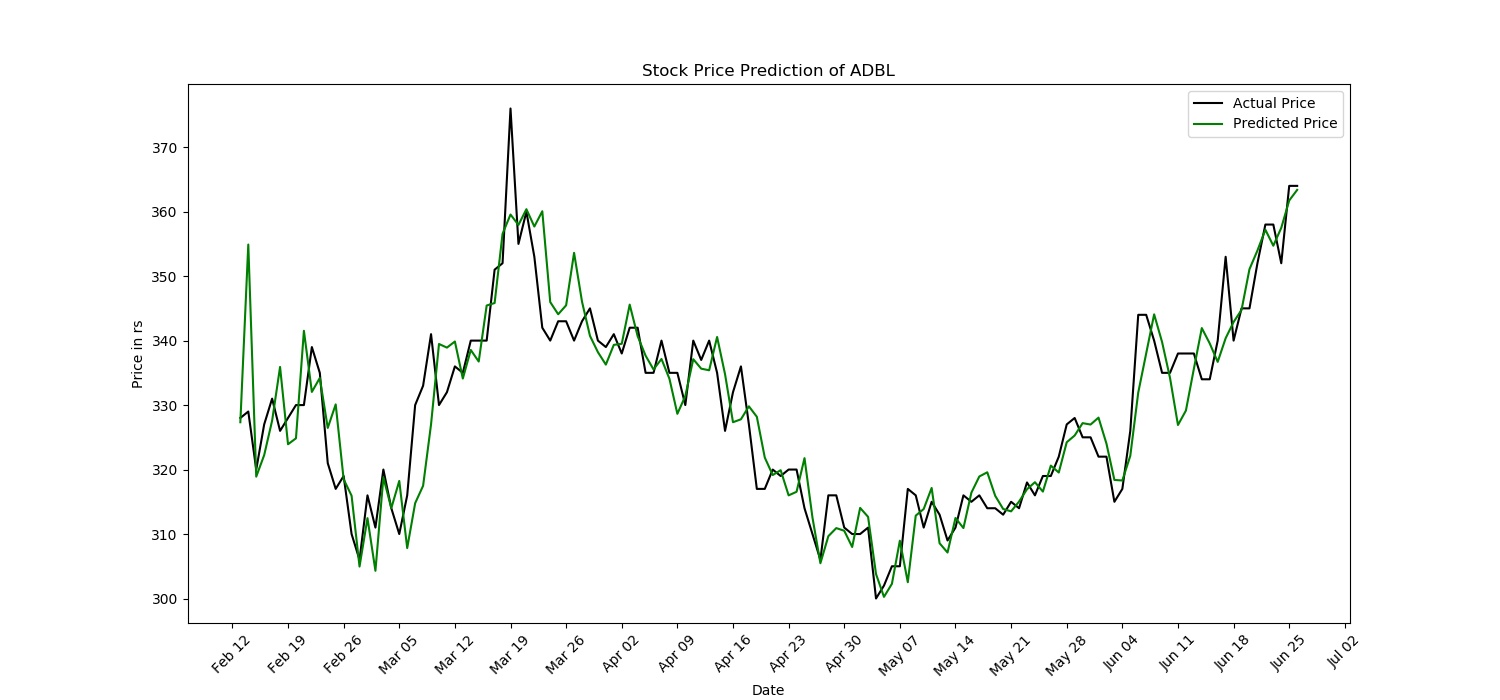 Stock Price Prediction of ADBL
Actual Price
Predicted Price
Price in rs
370
360
350
340
330
320
310
300
Feb 12
Feb 19
Feb 26
Mar 05
Mar 12
Mar 19
Mar 26
Apr 02
Apr 09
Apr 16
Apr 23
Apr 30
May 07
May 14
May 21
May 28
Jun 04
Jun 11
Jun 18
Jun 25
Jul 02
Date